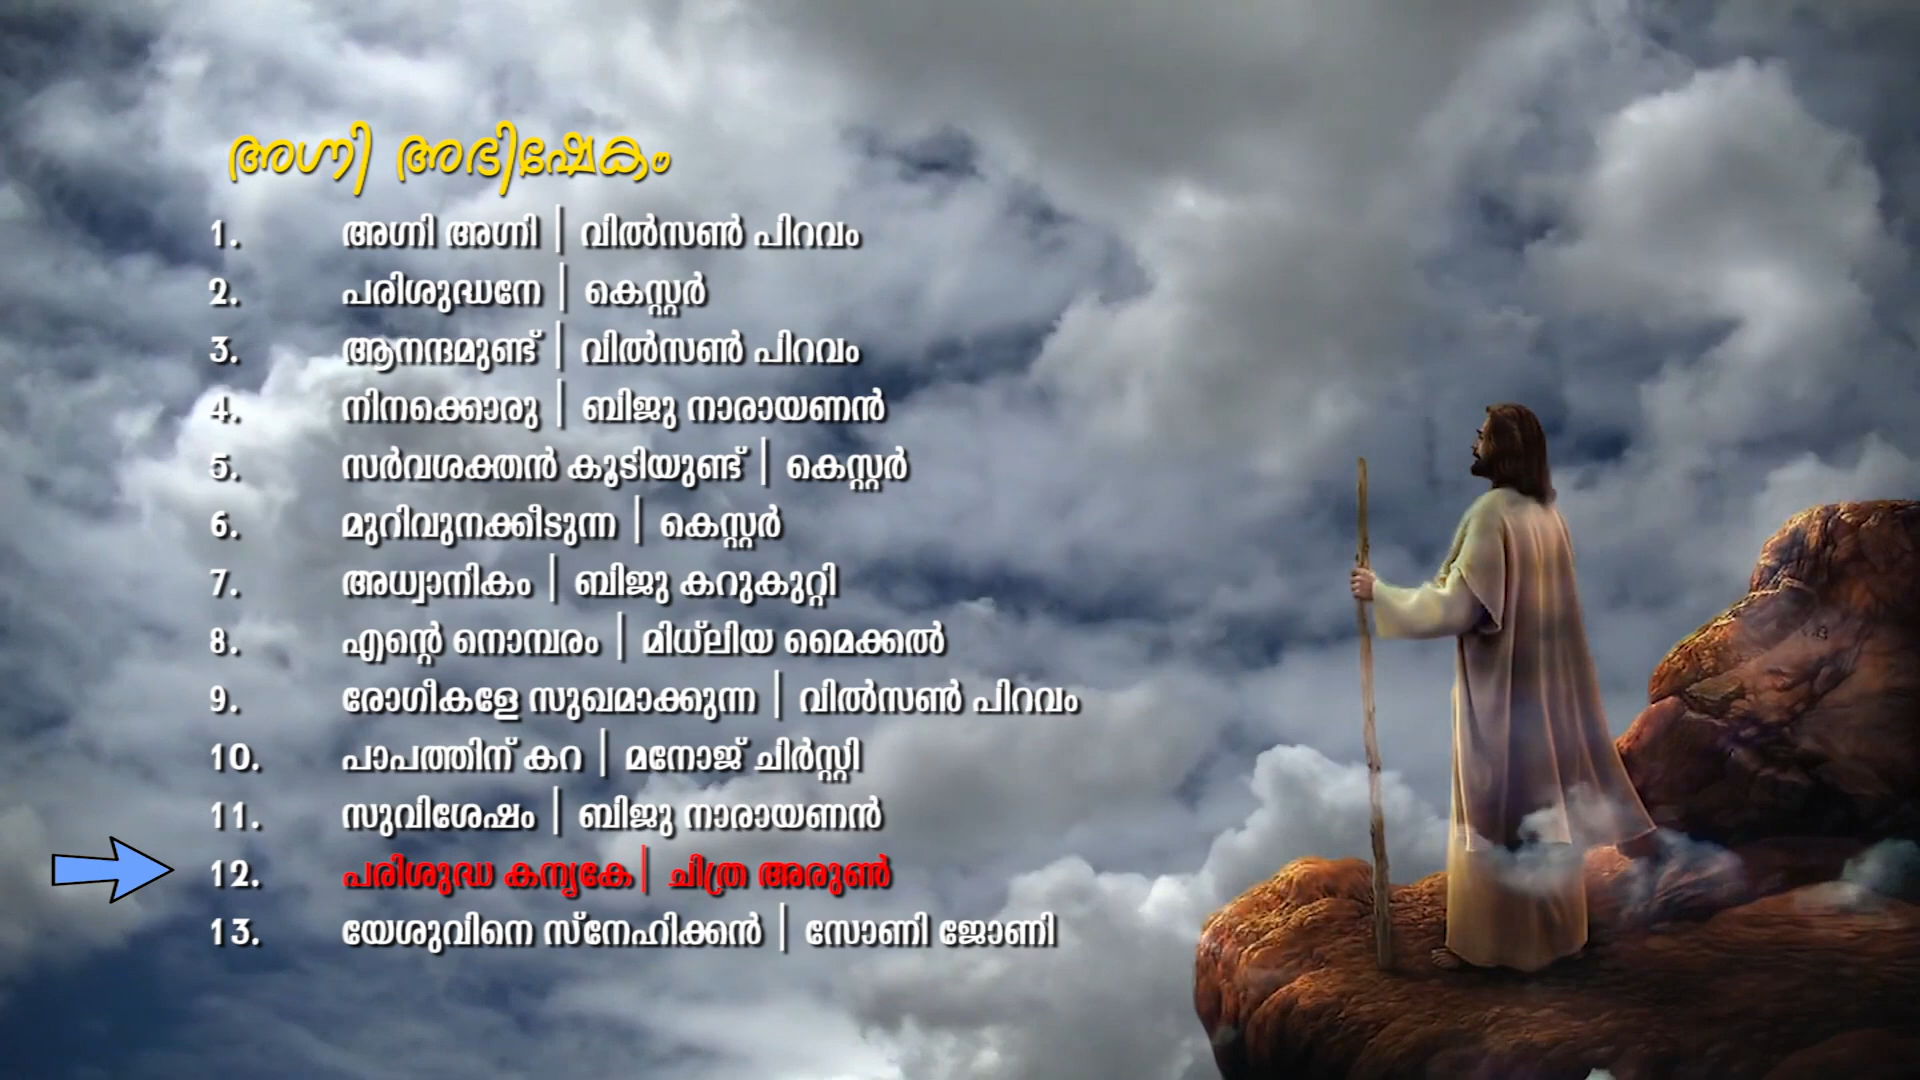 അഗ്നി അഭിഷേകം
1. അഗ്നി അഗ്നി | വിൽസൺ പിറവം
2. പരിശുദ്ധനേ | കെസ്റ്റർ
3. ആനന്ദമുണ്ട് | വിൽസൺ പിറവം
4. നിനക്കൊരു | ബിജു നാരായണൻ
5. സർവശക്തൻ കൂടിയുണ്ട് | കെസ്റ്റർ
6. മുറിവുനക്കീടുന്ന | കെസ്റ്റർ
7. അധ്വാനികം | ബിജു കറുകുറ്റി
8. എന്റെ നൊമ്പരം | മിധ്‌ലിയ മൈക്കൽ
9. രോഗീകളേ സുഖമാക്കുന്ന | വിൽസൺ പിറവം
10. പാപത്തിന് കറ | മനോജ് ചിർസ്റ്റി
11. സുവിശേഷം | ബിജു നാരായണൻ
12. പരിശുദ്ധ കന്യകേ | ചിത്ര അരുൺ
13. യേശുവിനെ സ്നേഹിക്കൻ | സോണി ജോണി